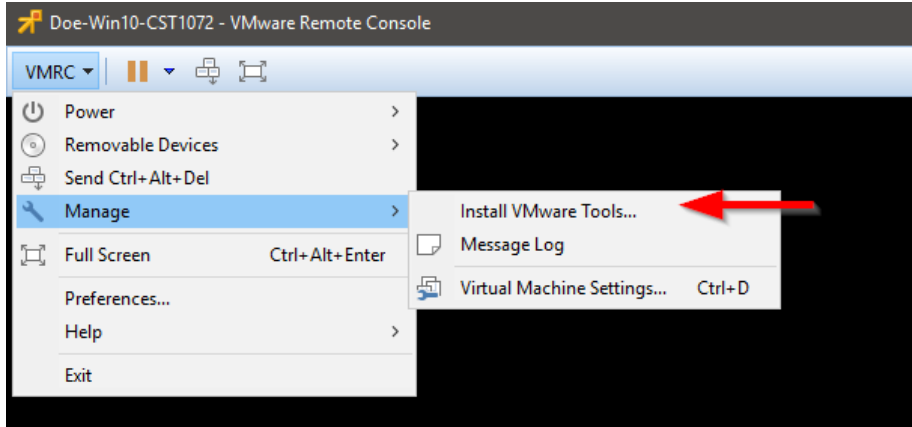 Doe-Win10-CST1072 - VMware Remote Console
VMRC
Power
Removable Devices
Send Ctrl+Alt+Del
Manage
Install VMware Tools...
Message Log
Full Screen Ctrl+Alt+Enter
Virtual Machine Settings... Ctrl+D
Preferences...
Help
Exit